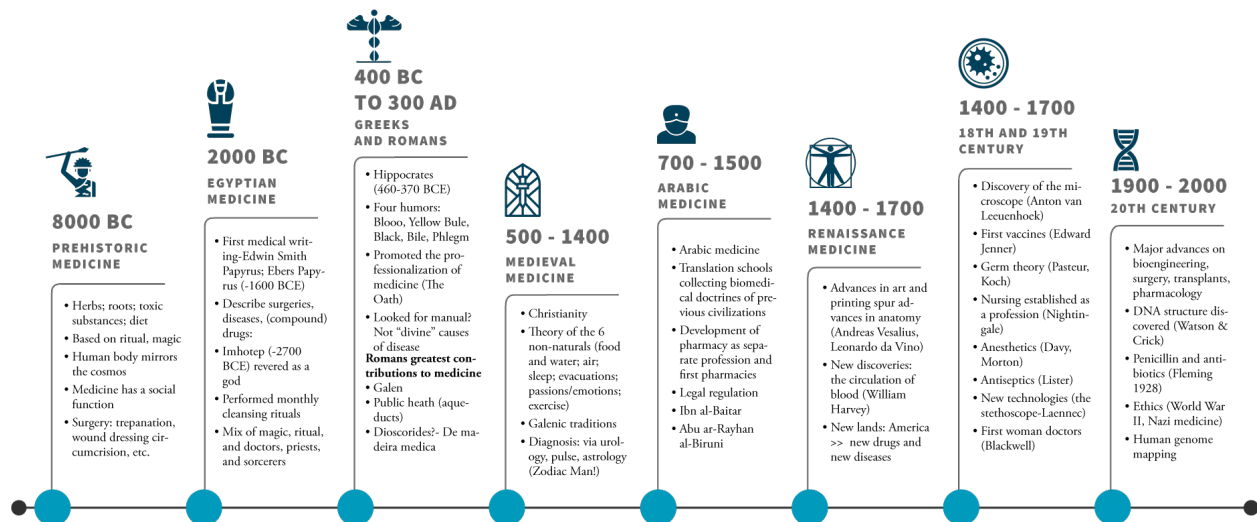 8000 BC
PREHISTORIC
MEDICINE
• Herbs; roots; toxic
substances; diet
• Based on ritual, magic
• Human body mirrors
the cosmos
• Medicine has a social
function
• Surgery: trepanation,
wound dressing cir-
cumcrision, etc.
2000 BC
EGYPTIAN
MEDICINE
• First medical writ-
ing-Edwin Smith
Papyrus; Ebers Papy-
rus (-1600 BCE)
• Describe surgeries,
diseases, (compound)
drugs:
• Imhotep (-2700
BCE) revered as a
god
• Performed monthly
cleansing rituals
• Mix of magic, ritual,
and doctors, priests,
and sorcerers
400 BC
TO 300 AD
GREEKS
AND ROMANS
• Hippocrates
(460-370 BCE)
• Four humors:
Blooo, Yellow Bule,
Black, Bile, Phlegm
• Promoted the pro-
fessionalization of
medicine (The
Oath)
• Looked for manual?
Not “divine” causes
of disease
Romans greatest con-
tributions to medicine
• Galen
• Public heath (aque-
ducts)
• Dioscorides?- De ma-
deira medica
500 - 1400
MEDIEVAL
MEDICINE
• Christianity
• Theory of the 6
non-naturals (food
and water; air;
sleep; evacuations;
passions/emotions;
exercise)
• Galenic traditions
• Diagnosis: via urol-
ogy, pulse, astrology
(Zodiac Man!)
700 - 1500
ARABIC
MEDICINE
• Arabic medicine
• Translation schools
collecting biomedi-
cal doctrines of pre-
vious civilizations
• Development of
pharmacy as sepa-
rate profession and
first pharmacies
• Legal regulation
• Ibn al-Baitar
• Abu ar-Rayhan
al-Biruni
1400 - 1700
RENAISSANCE
MEDICINE
• Advances in art and
printing spur ad-
vances in anatomy
(Andreas Vesalius,
Leonardo da Vino)
• New discoveries:
the circulation of
blood (William
Harvey)
• New lands: America
>> new drugs and
new diseases
1400 - 1700
18TH AND 19TH
CENTURY
• Discovery of the mi-
croscope (Anton van
Leeuenhoek)
• First vaccines (Edward
Jenner)
• Germ theory (Pasteur,
Koch)
• Nursing established as
a profession (Nightin-
gale)
• Anesthetics (Davy,
Morton)
• Antiseptics (Lister)
• New technologies (the
stethoscope-Laennec)
• First woman doctors
(Blackwell)
1900 - 2000
20TH CENTURY
• Major advances on
bioengineering,
surgery, transplants,
pharmacology
• DNA structure dis-
covered (Watson &
Crick)
• Penicillin and anti-
biotics (Fleming
1928)
• Ethics (World War
II, Nazi medicine)
• Human genome
mapping